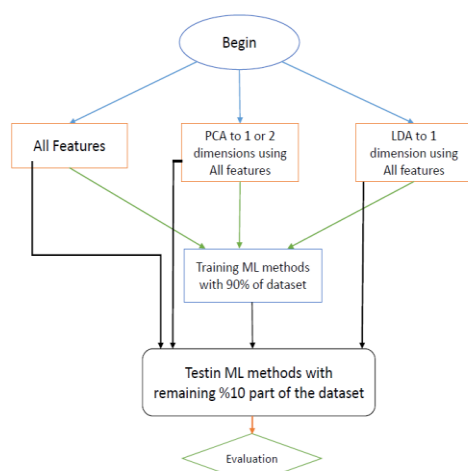 Begin
All Features
PCA to 1 or 2
dimensions using
All features
LDA to 1
dimension using
All features
Training ML methods
with 90% of dataset
Testin ML methods with
remaining %10 part of the dataset
Evaluation